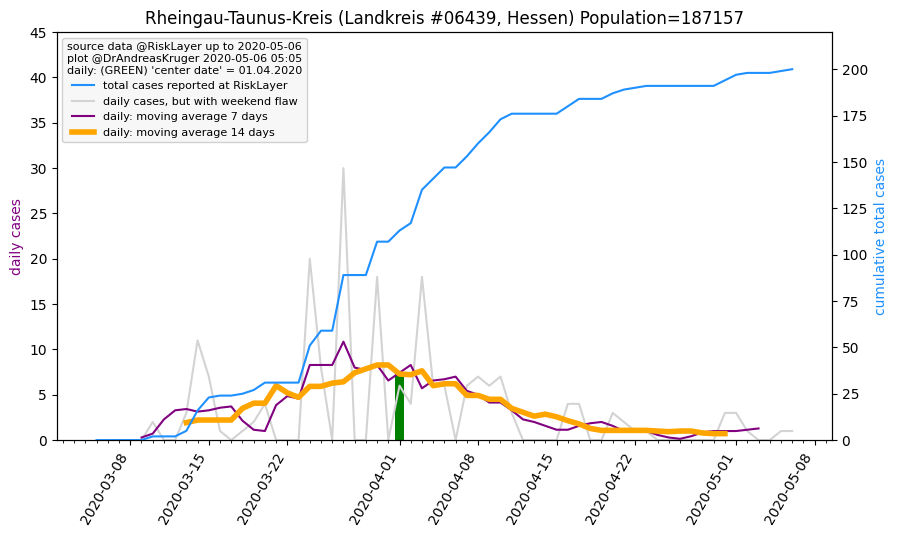 Rheingau-Taunus-Kreis (Landkreis #06439, Hessen) Population=187157
source data @RiskLayer up to 2020-05-06
plot @DrAndreasKruger 2020-05-06 05:05
daily: (GREEN) 'center date' = 01.04.2020
total cases reported at RiskLayer
daily cases, but with weekend flaw
daily: moving average 7 days
daily: moving average 14 days
daily cases
45
40
35
30
25
20
15
10
5
0
200
175
150
125
100
75
50
25
0
cumulative total cases
2020-03-08
2020-03-15
2020-03-22
2020-04-01
2020-04-08
2020-04-15
2020-04-22
2020-05-01
2020-05-08